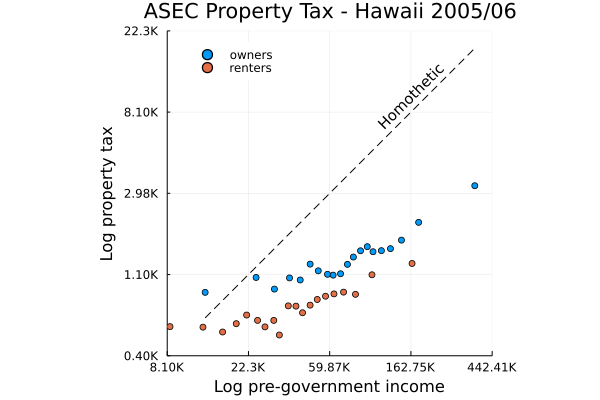 ASEC Property Tax - Hawaii 2005/06
22.3K
8.10K
2.98K
1.10K
0.40K
Log property tax
owners
renters
Homothetic
8.10K 22.3K 59.87K 162.75K 442.41K
Log pre-government income